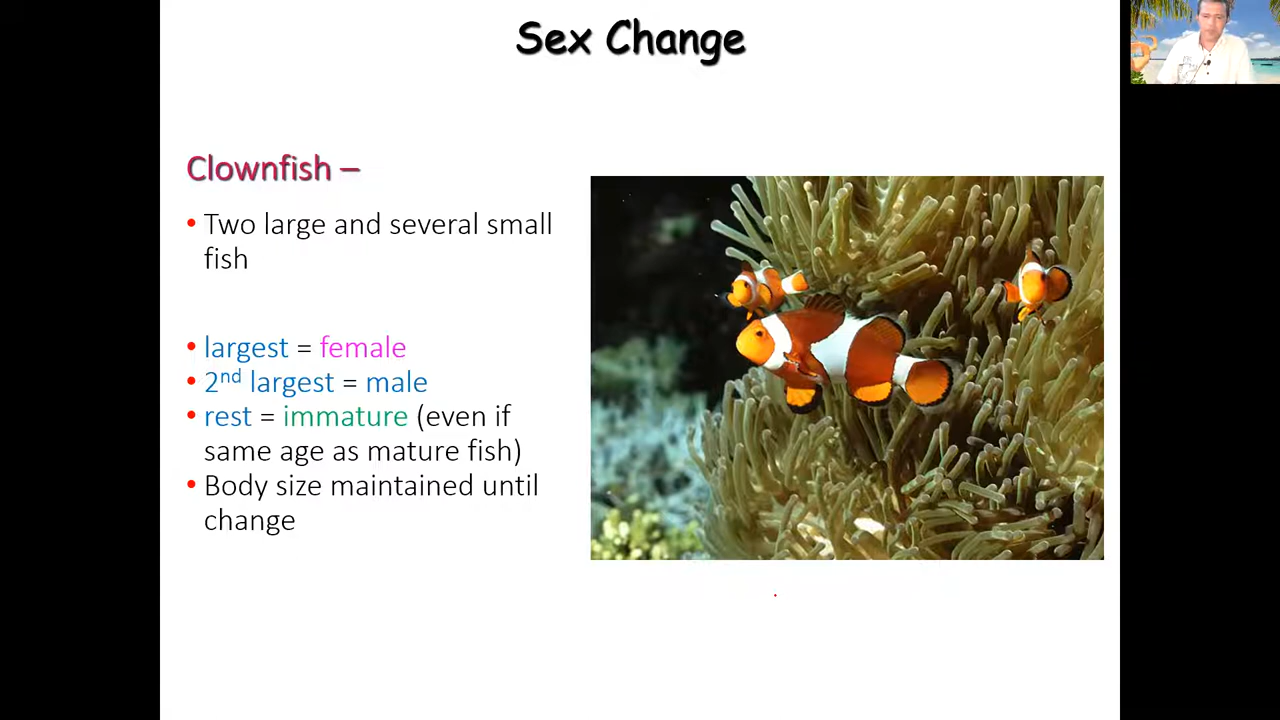 Sex Change
Clownfish –
• Two large and several small
fish
• largest = female
• 2nd largest = male
• rest = immature (even if
same age as mature fish)
• Body size maintained until
change